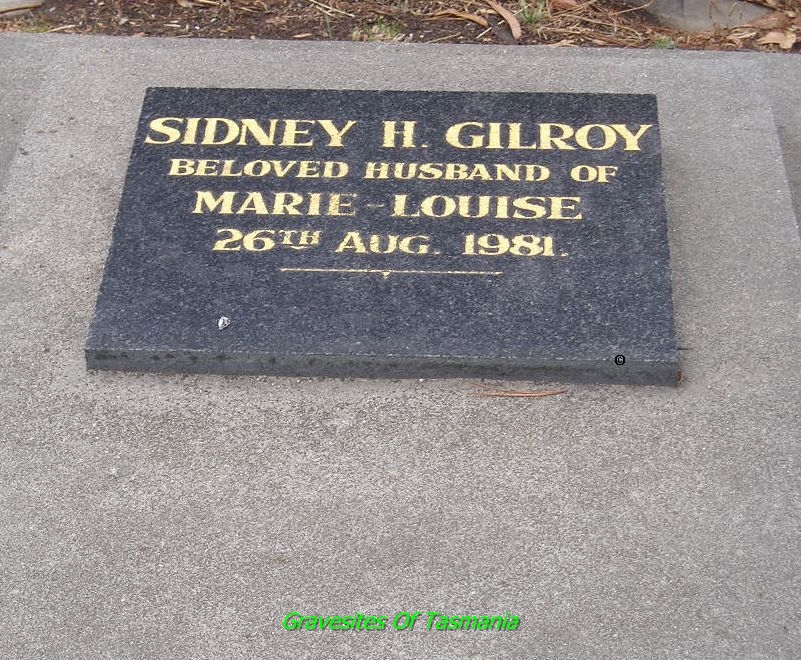 SIDNEY H. GILROY
BELOVED HUSBAND OF
MARIE-LOUISE
26TH AUG. 1981.
©
Gravesites Of Tasmania